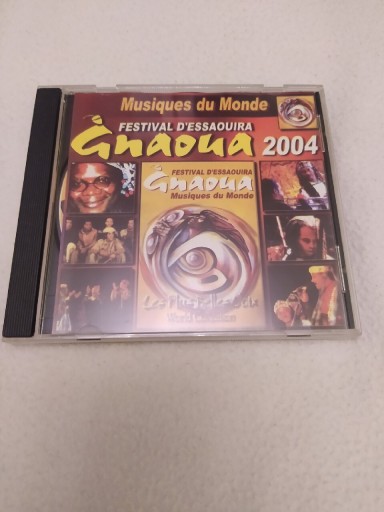 Musiques du Monde
FESTIVAL D'ESSAOUIRA
Gnaoua 2004
FESTIVAL D'ESSAOUIRA
Gnaoua
Musiques du Monde